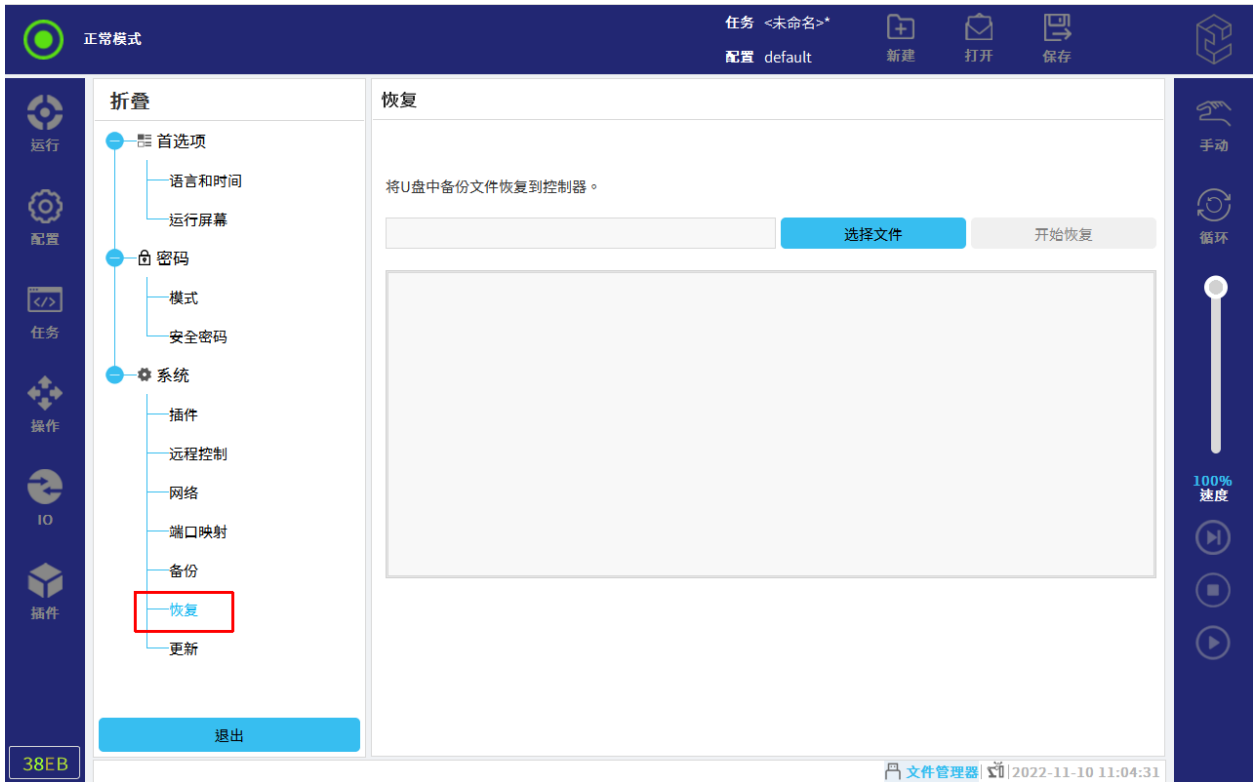 正常模式
任务 <未命名>*
配置 default
新建
打开
保存
运行
配置
任务
操作
IO
插件
38EB
折叠
首选项
语言和时间
运行屏幕
密码
模式
安全密码
系统
插件
远程控制
网络
端口映射
备份
恢复
更新
退出
恢复
将U盘中备份文件恢复到控制器。
选择文件
开始恢复
手动
循环
100%
速度
文件管理器
2022-11-10 11:04:31